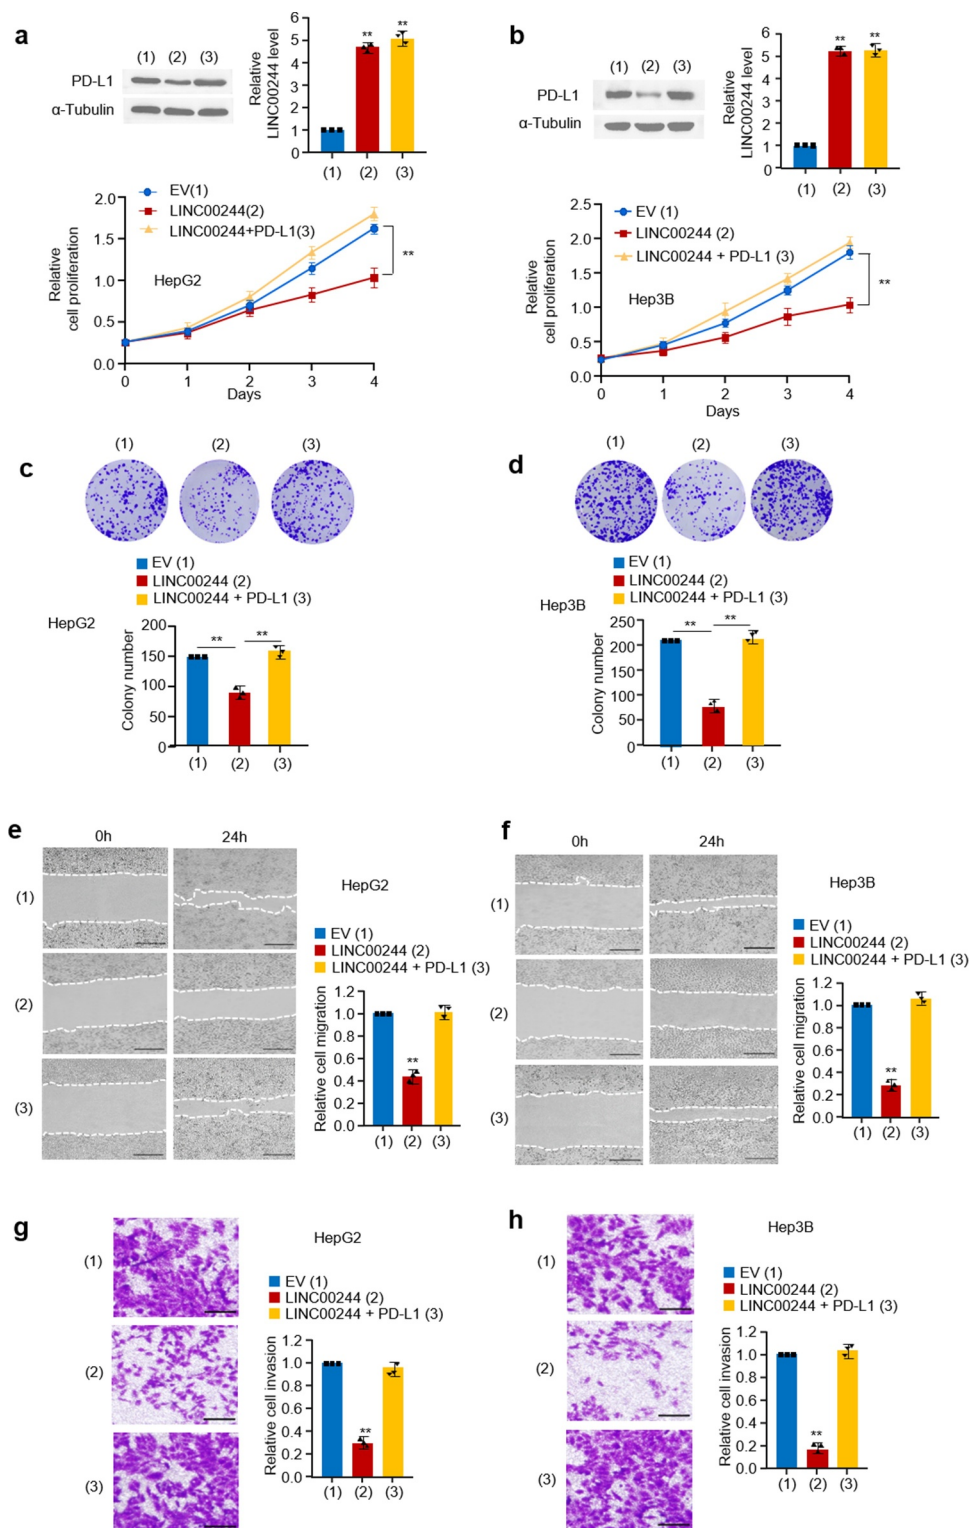 a
(1) (2) (3)
PD-L1
α-Tubulin
Relative
LINC00244 level
6
5
4
3
2
1
0
**
**
(1) (2) (3)
EV(1)
LINC00244(2)
LINC00244+PD-L1(3)
Relative
cell proliferation
2.0
1.5
1.0
0.5
0.0
HepG2
**
0 1 2 3 4
Days
b
(1) (2) (3)
PD-L1
α-Tubulin
Relative
LINC00244 level
6
5
4
3
2
1
0
**
**
(1) (2) (3)
EV (1)
LINC00244 (2)
LINC00244 + PD-L1 (3)
Relative
cell proliferation
2.5
2.0
1.5
1.0
0.5
0.0
Hep3B
**
0 1 2 3 4
Days
c
(1) (2) (3)
EV (1)
LINC00244 (2)
LINC00244 + PD-L1 (3)
HepG2
Colony number
200
150
100
50
0
**
**
(1) (2) (3)
d
(1) (2) (3)
EV (1)
LINC00244 (2)
LINC00244 + PD-L1 (3)
Hep3B
Colony number
250
200
150
100
50
0
**
**
(1) (2) (3)
e
0h 24h
(1)
(2)
(3)
HepG2
EV (1)
LINC00244 (2)
LINC00244 + PD-L1 (3)
Relative cell migration
1.2
1.0
0.8
0.6
0.4
0.2
0.0
**
(1) (2) (3)
f
0h 24h
(1)
(2)
(3)
Hep3B
EV (1)
LINC00244 (2)
LINC00244 + PD-L1 (3)
Relative cell migration
1.2
1.0
0.8
0.6
0.4
0.2
0.0
**
(1) (2) (3)
g
(1)
(2)
(3)
HepG2
EV (1)
LINC00244 (2)
LINC00244 + PD-L1 (3)
Relative cell invasion
1.2
1.0
0.8
0.6
0.4
0.2
0.0
**
(1) (2) (3)
h
(1)
(2)
(3)
Hep3B
EV (1)
LINC00244 (2)
LINC00244 + PD-L1 (3)
Relative cell invasion
1.2
1.0
0.8
0.6
0.4
0.2
0.0
**
(1) (2) (3)